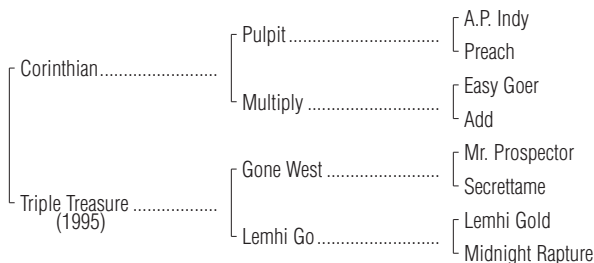 A.P. Indy
Pulpit................................
Preach
Corinthian.........................
Easy Goer
Multiply ............................
Add
Mr. Prospector
Gone West ........................
Secrettame
Triple Treasure ..................
(1995)
Lemhi Gold
Lemhi Go..........................
Midnight Rapture